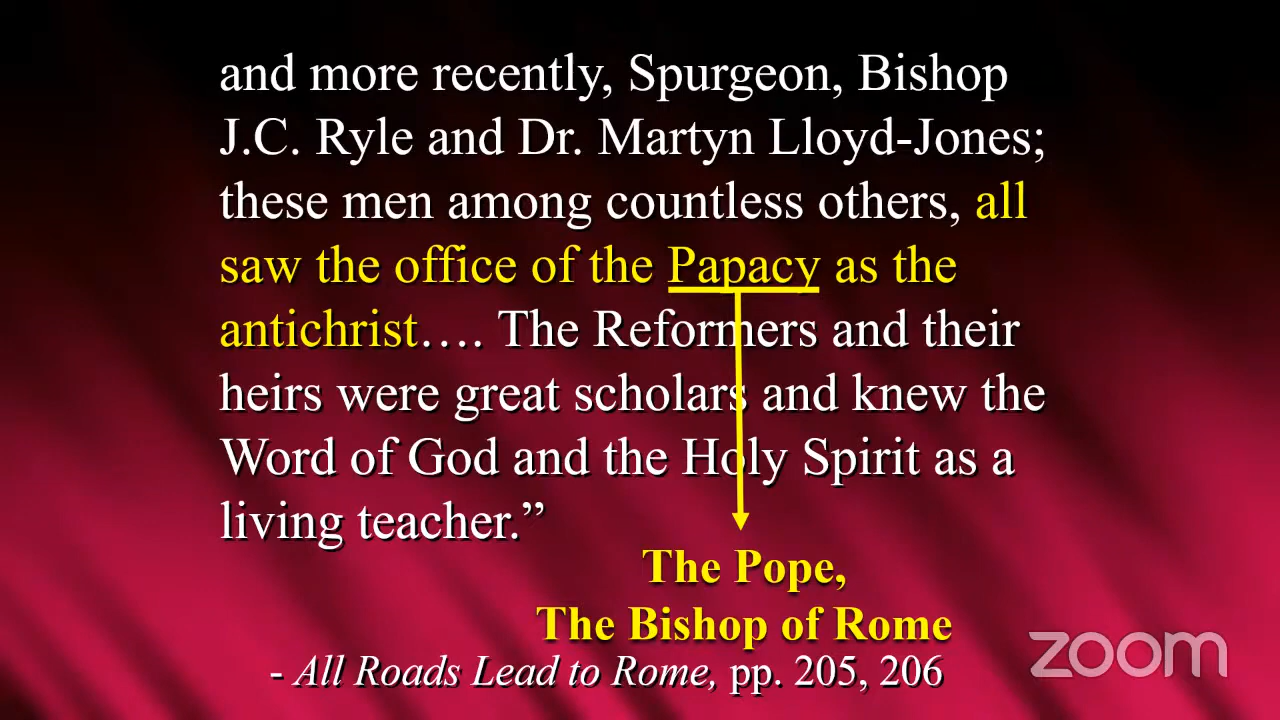 and more recently, Spurgeon, Bishop
J.C. Ryle and Dr. Martyn Lloyd-Jones;
these men among countless others, all
saw the office of the Papacy as the
antichrist…. The Reformers and their
heirs were great scholars and knew the
Word of God and the Holy Spirit as a
living teacher.”
The Pope,
The Bishop of Rome
- All Roads Lead to Rome, pp. 205, 206
zoom